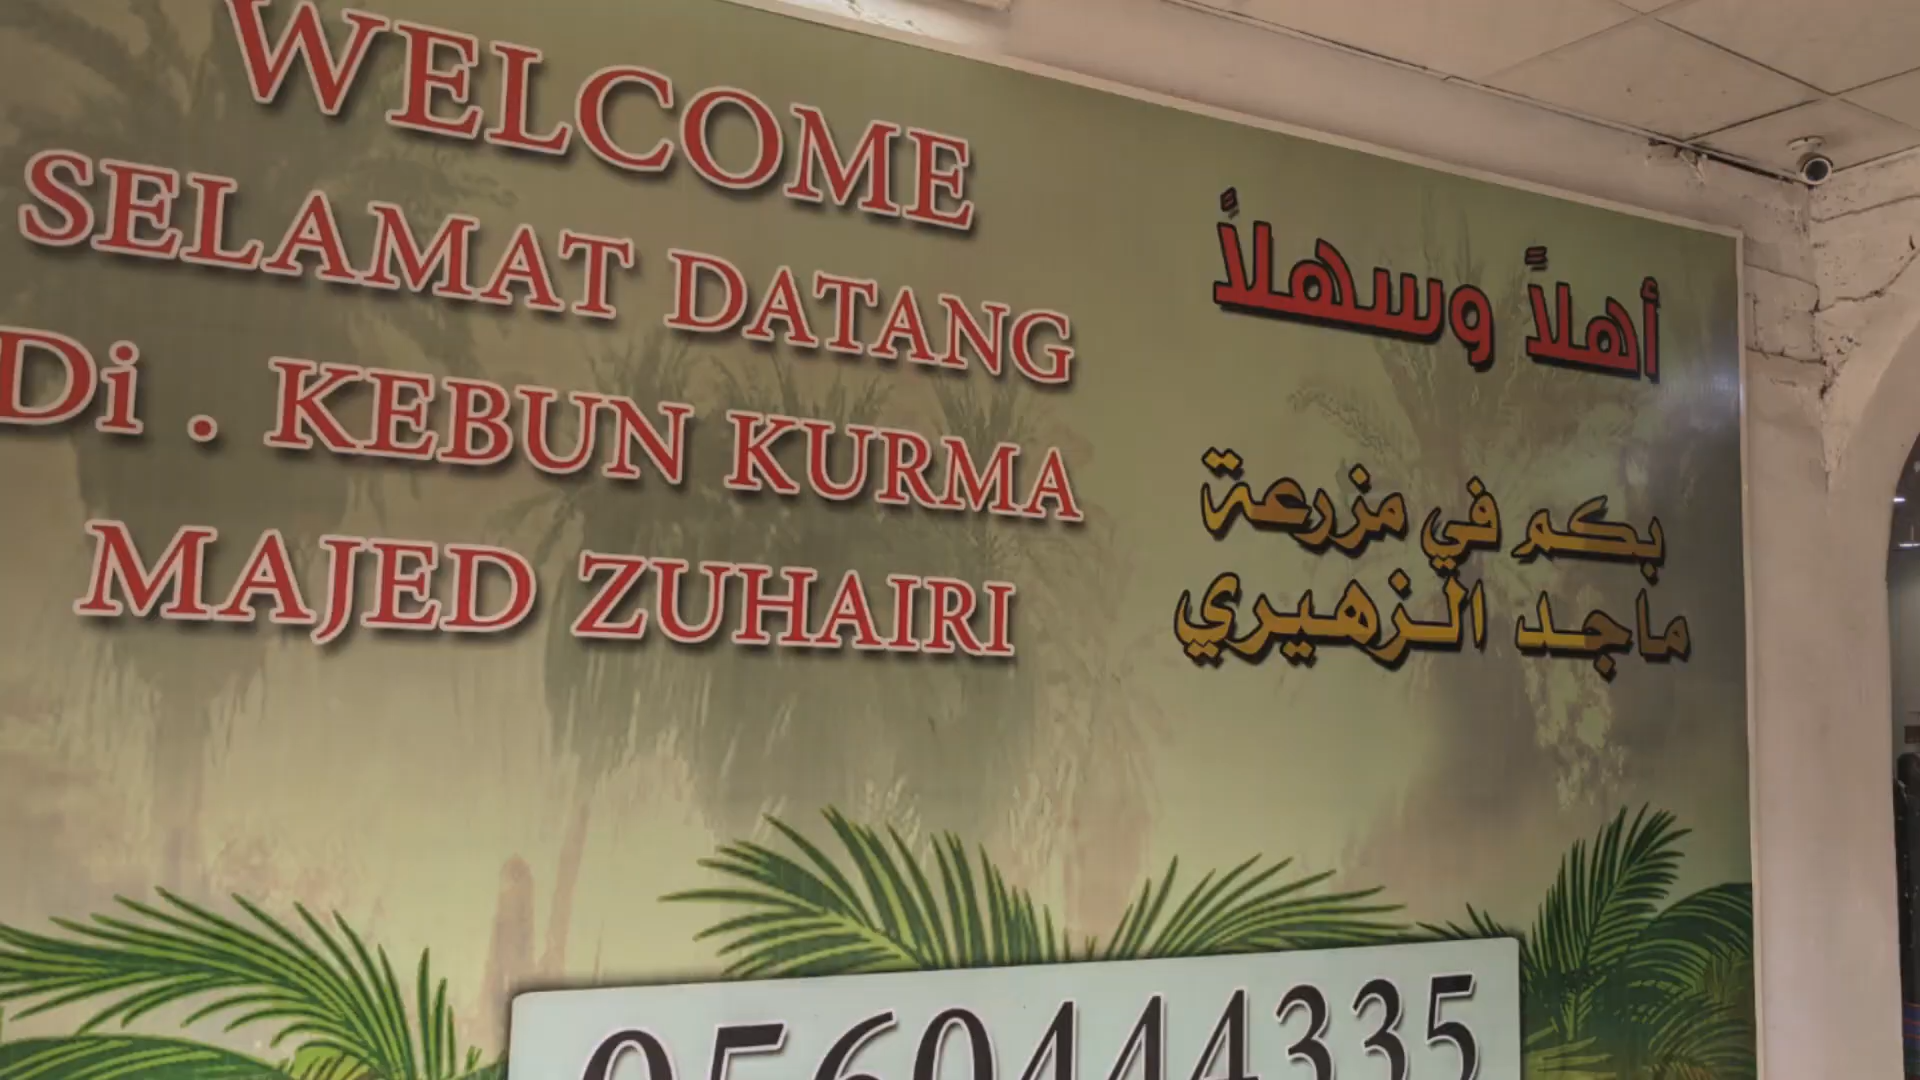 WELCOME
SELAMAT DATANG
Di . KEBUN KURMA
MAJED ZUHAIRI
أهلاً وسهلاً
بكم في مزرعة
ماجد الزهيري
0560444335